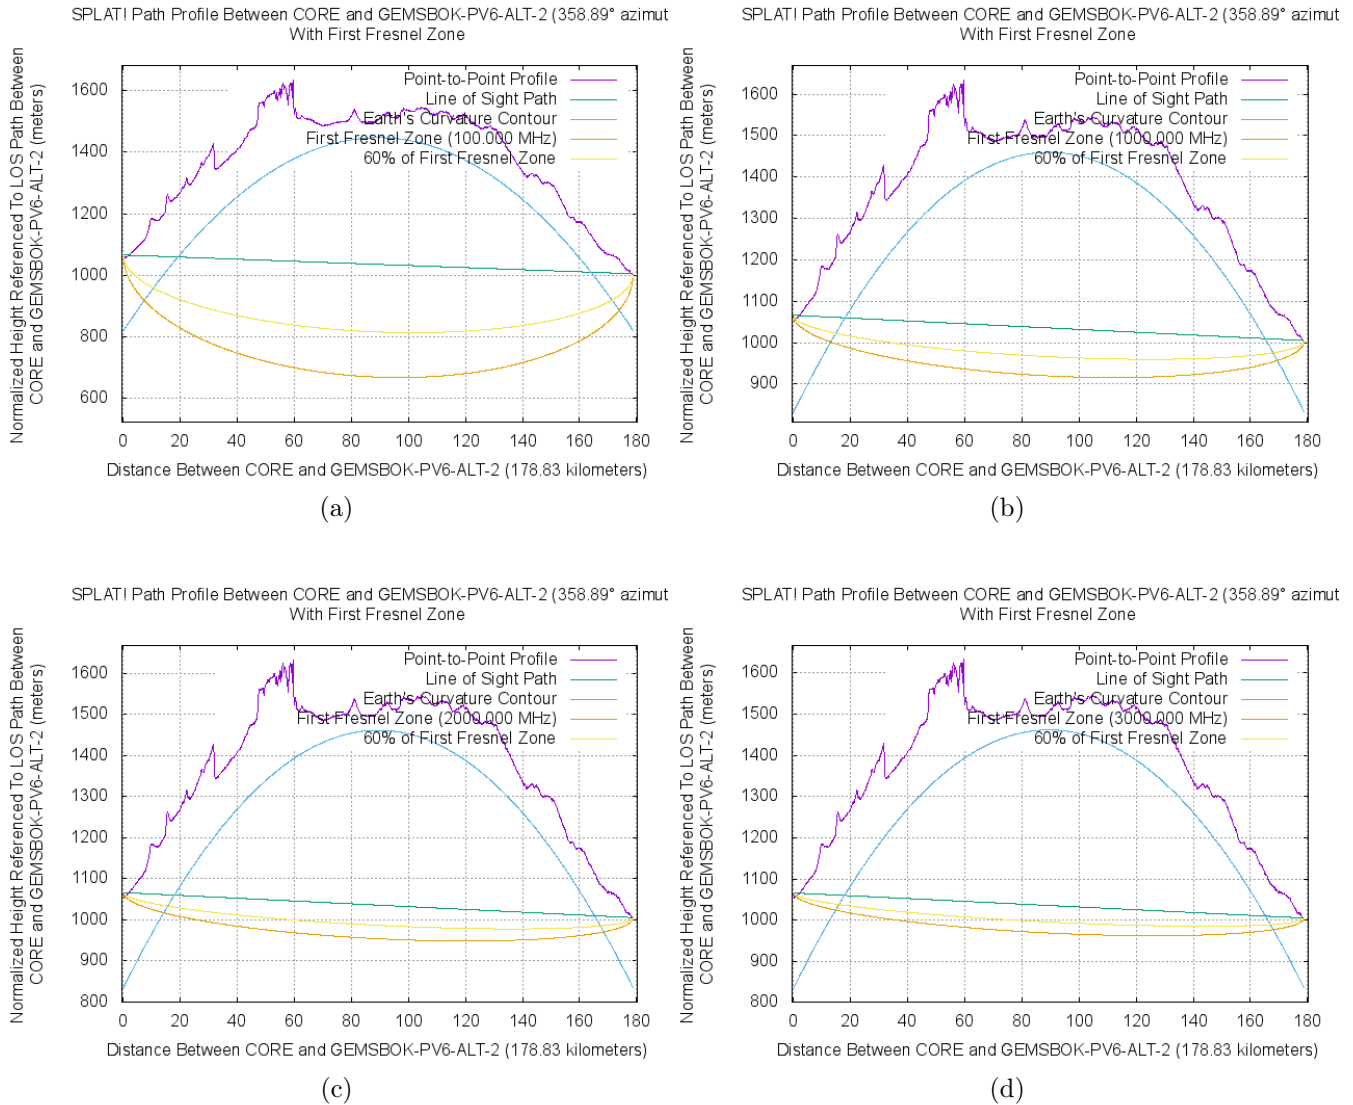 SPLAT! Path Profile Between CORE and GEMSBOK-PV6-ALT-2 (358.89° azimut
With First Fresnel Zone
Normalized Height Referenced To LOS Path Between
CORE and GEMSBOK-PV6-ALT-2 (meters)
Point-to-Point Profile
Line of Sight Path
Earth's Curvature Contour
First Fresnel Zone (100.000 MHz)
60% of First Fresnel Zone
1600
1400
1200
1000
800
600
0 20 40 60 80 100 120 140 160 180
Distance Between CORE and GEMSBOK-PV6-ALT-2 (178.83 kilometers)
(a)
SPLAT! Path Profile Between CORE and GEMSBOK-PV6-ALT-2 (358.89° azimut
With First Fresnel Zone
Normalized Height Referenced To LOS Path Between
CORE and GEMSBOK-PV6-ALT-2 (meters)
Point-to-Point Profile
Line of Sight Path
Earth's Curvature Contour
First Fresnel Zone (1000.000 MHz)
60% of First Fresnel Zone
1600
1500
1400
1300
1200
1100
1000
900
0 20 40 60 80 100 120 140 160 180
Distance Between CORE and GEMSBOK-PV6-ALT-2 (178.83 kilometers)
(b)
SPLAT! Path Profile Between CORE and GEMSBOK-PV6-ALT-2 (358.89° azimut
With First Fresnel Zone
Normalized Height Referenced To LOS Path Between
CORE and GEMSBOK-PV6-ALT-2 (meters)
Point-to-Point Profile
Line of Sight Path
Earth's Curvature Contour
First Fresnel Zone (2000.000 MHz)
60% of First Fresnel Zone
1600
1500
1400
1300
1200
1100
1000
900
800
0 20 40 60 80 100 120 140 160 180
Distance Between CORE and GEMSBOK-PV6-ALT-2 (178.83 kilometers)
(c)
SPLAT! Path Profile Between CORE and GEMSBOK-PV6-ALT-2 (358.89° azimut
With First Fresnel Zone
Normalized Height Referenced To LOS Path Between
CORE and GEMSBOK-PV6-ALT-2 (meters)
Point-to-Point Profile
Line of Sight Path
Earth's Curvature Contour
First Fresnel Zone (3000.000 MHz)
60% of First Fresnel Zone
1600
1500
1400
1300
1200
1100
1000
900
800
0 20 40 60 80 100 120 140 160 180
Distance Between CORE and GEMSBOK-PV6-ALT-2 (178.83 kilometers)
(d)